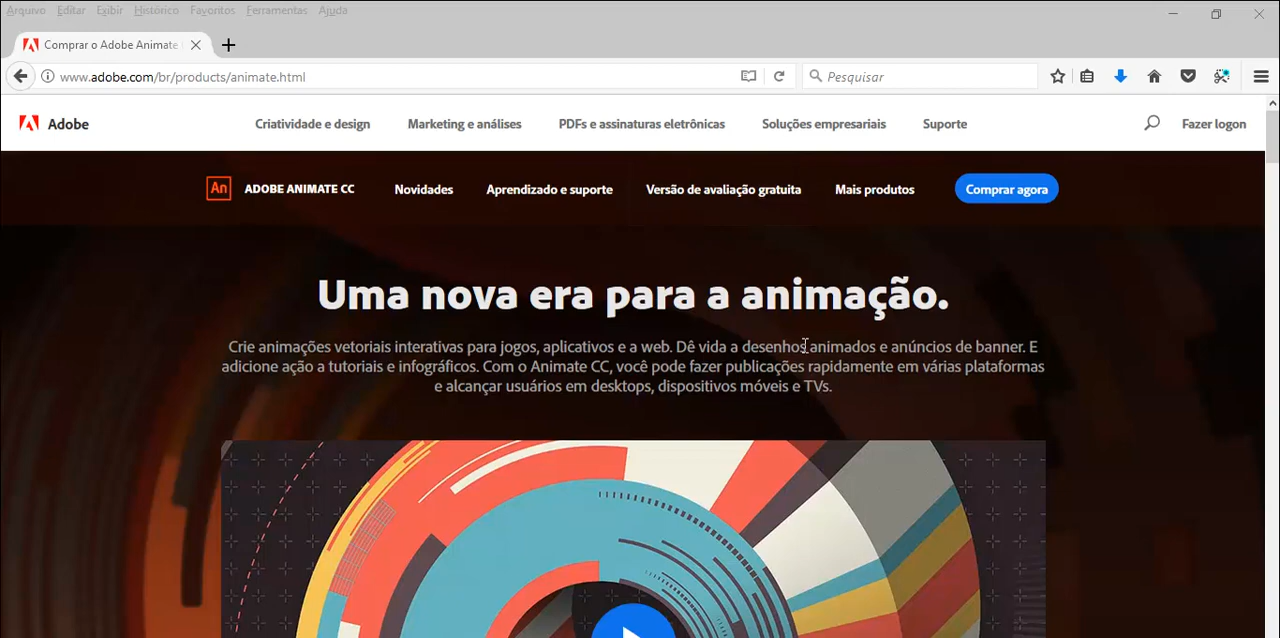 Arquivo Editar Exibir Histórico Favoritos Ferramentas Ajuda
Comprar o Adobe Animate
www.adobe.com/br/products/animate.html
Pesquisar
Adobe
Criatividade e design
Marketing e análises
PDFs e assinaturas eletrônicas
Soluções empresariais
Suporte
Fazer logon
An
ADOBE ANIMATE CC
Novidades
Aprendizado e suporte
Versão de avaliação gratuita
Mais produtos
Comprar agora
Uma nova era para a animação.
Crie animações vetoriais interativas para jogos, aplicativos e a web. Dê vida a desenhos animados e anúncios de banner. E
adicione ação a tutoriais e infográficos. Com o Animate CC, você pode fazer publicações rapidamente em várias plataformas
e alcançar usuários em desktops, dispositivos móveis e TVs.